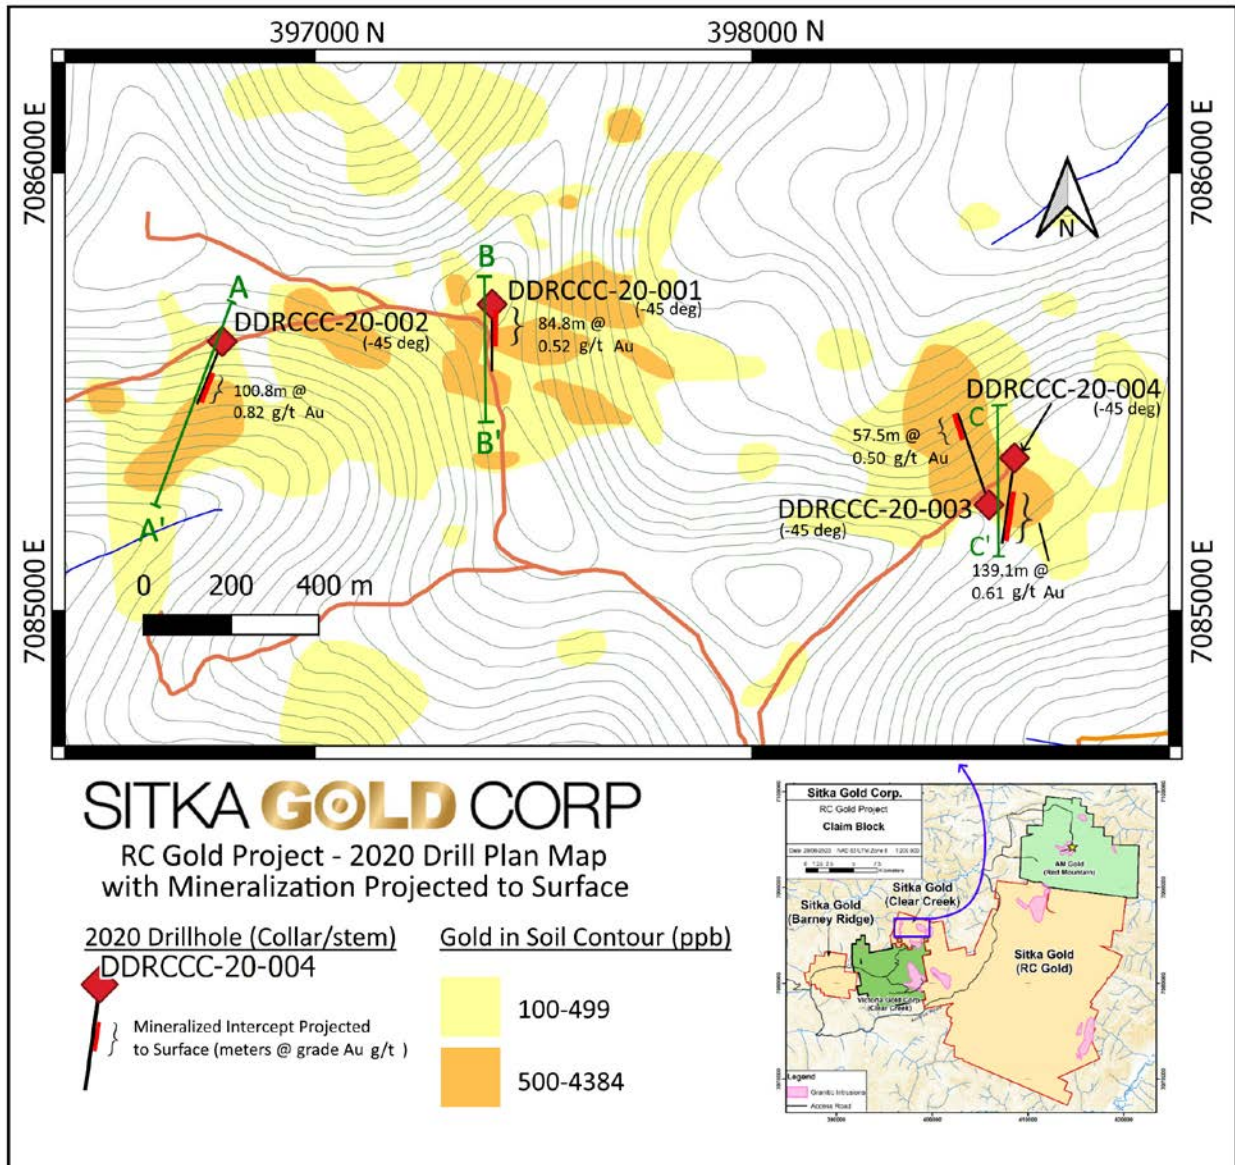 397000 N
398000 N
7086000 E
7086000 E
N
B
DDRCCC-20-001
(-45 deg)
84.8m @
0.52 g/t Au
A
DDRCCC-20-002
(-45 deg)
100.8m @
0.82 g/t Au
B'
DDRCCC-20-004
(-45 deg)
C
57.5m @
0.50 g/t Au
DDRCCC-20-003
(-45 deg)
A'
C'
139.1m @
0.61 g/t Au
7085000 E
7085000 E
0 200 400 m
SITKA GOLD CORP
RC Gold Project - 2020 Drill Plan Map
with Mineralization Projected to Surface
2020 Drillhole (Collar/stem)
DDRCCC-20-004
Mineralized Intercept Projected
to Surface (meters @ grade Au g/t )
Gold in Soil Contour (ppb)
100-499
500-4384
Sitka Gold Corp.
RC Gold Project
Claim Block
AM Gold
(Red Mountain)
Sitka Gold
(Clear Creek)
Sitka Gold
(Barney Ridge)
Sitka Gold
(RC Gold)
Victoria Gold Corp
(Clear Creek)
Legend
Granitic Intrusions
Access Road